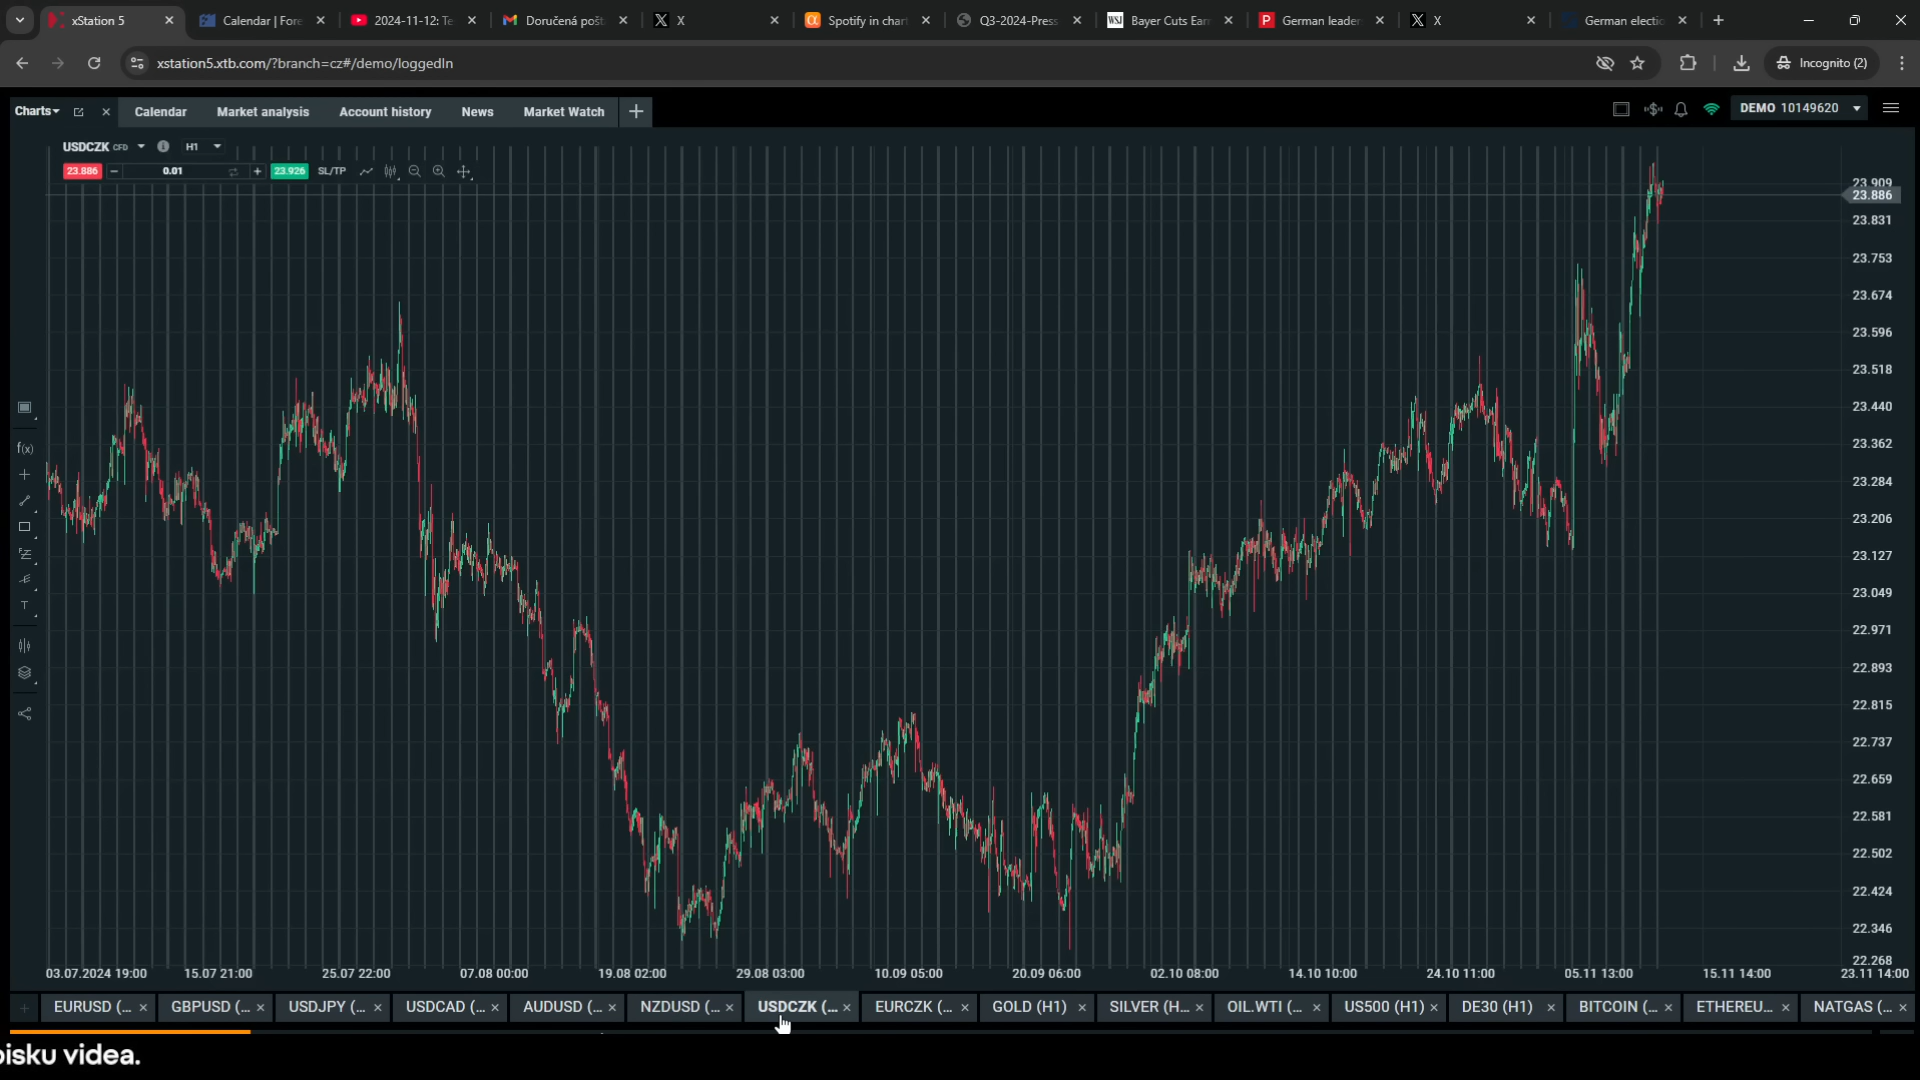 xStation 5
Calendar | Fore
2024-11-12: Te
Doručená pošt
X
Spotify in char
Q3-2024-Press
WSJ Bayer Cuts Ear
German leader
X
German electio
xstation5.xtb.com/?branch=cz#/demo/loggedIn
Incognito (2)
Charts
Calendar
Market analysis
Account history
News
Market Watch
DEMO 10149620
USDCZK CFD
H1
23.886
0.01
23.926
SL/TP
23.909
23.886
23.831
23.753
23.674
23.596
23.518
23.440
23.362
23.284
23.206
23.127
23.049
22.971
22.893
22.815
22.737
22.659
22.581
22.502
22.424
22.346
22.268
f(x)
T
03.07.2024 19:00
15.07 21:00
25.07 22:00
07.08 00:00
19.08 02:00
29.08 03:00
10.09 05:00
20.09 06:00
02.10 08:00
14.10 10:00
24.10 11:00
05.11 13:00
15.11 14:00
23.11 14:00
EURUSD (...
GBPUSD (...
USDJPY (...
USDCAD (...
AUDUSD (...
NZDUSD (...
USDCZK (...
EURCZK (...
GOLD (H1)
SILVER (H...
OIL.WTI (...
US500 (H1)
DE30 (H1)
BITCOIN (...
ETHEREU...
NATGAS (...
pisku videa.